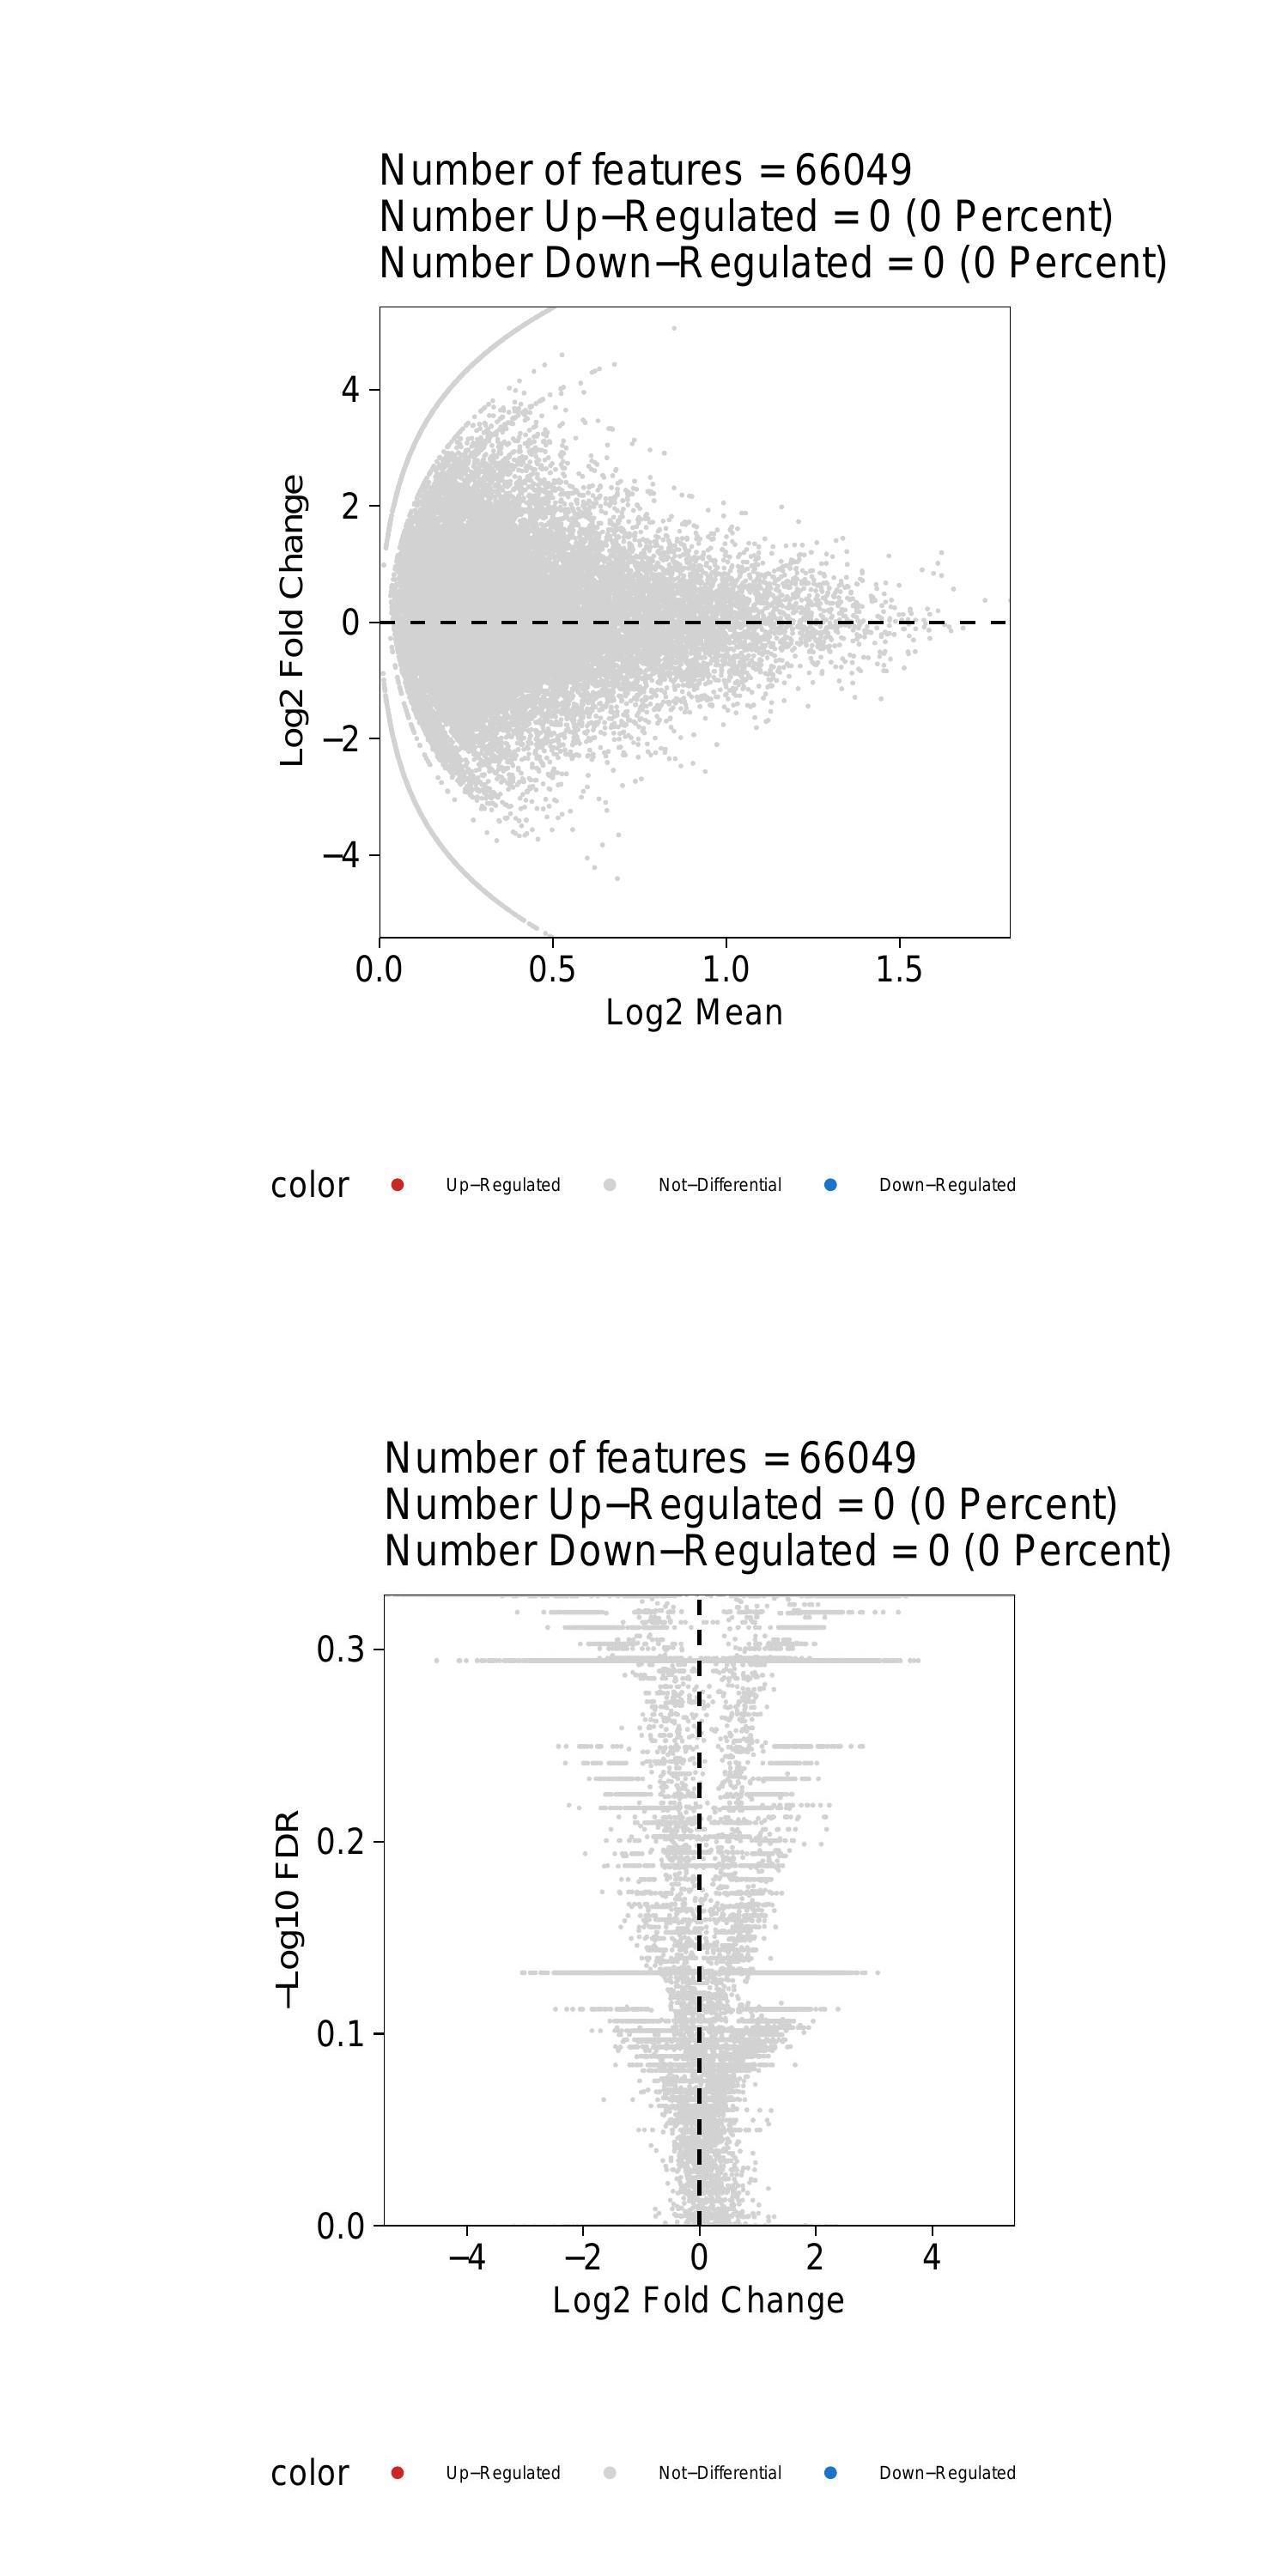 Number of features = 66049
Number Up−Regulated = 0 (0 Percent)
Number Down−Regulated = 0 (0 Percent)
Log2 Fold Change
4
2
0
−2
−4
0.0 0.5 1.0 1.5
Log2 Mean
color Up−Regulated Not−Differential Down−Regulated
Number of features = 66049
Number Up−Regulated = 0 (0 Percent)
Number Down−Regulated = 0 (0 Percent)
−Log10 FDR
0.3
0.2
0.1
0.0
−4 −2 0 2 4
Log2 Fold Change
color Up−Regulated Not−Differential Down−Regulated